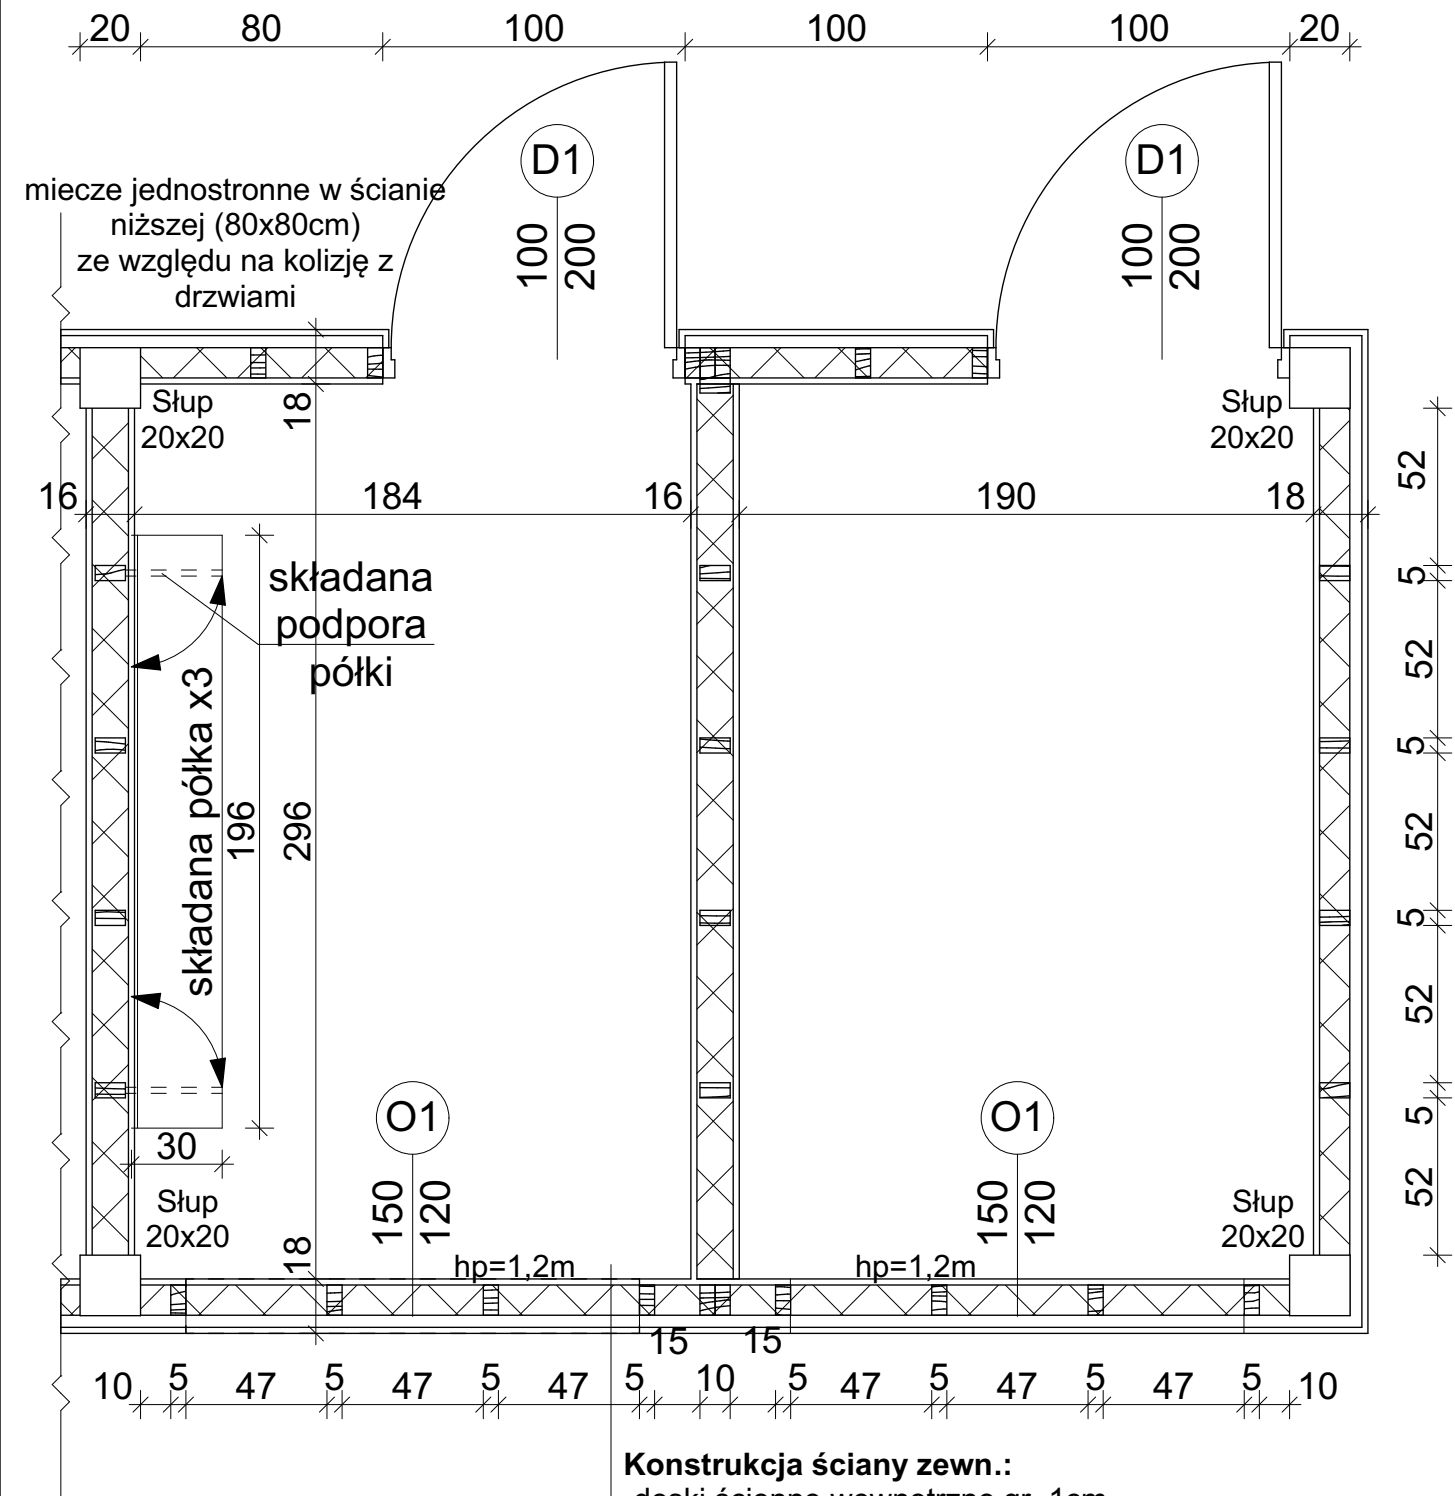 20 80 100 100 100 20
D1 D1
100 200 100 200
miecze jednostronne w ścianie
niższej (80x80cm)
ze względu na kolizję z
drzwiami
Słup
20x20
18
Słup
20x20
16 184 16 190 18
składana
podpora
półki
składana półka x3
196
296
52
5
52
5
52
5
52
5
52
30
O1 O1
150 120 150 120
Słup
20x20
18
Słup
20x20
hp=1,2m hp=1,2m
15 15
10 5 47 5 47 5 47 5 10 5 47 5 47 5 47 5 10
Konstrukcja ściany zewn.: